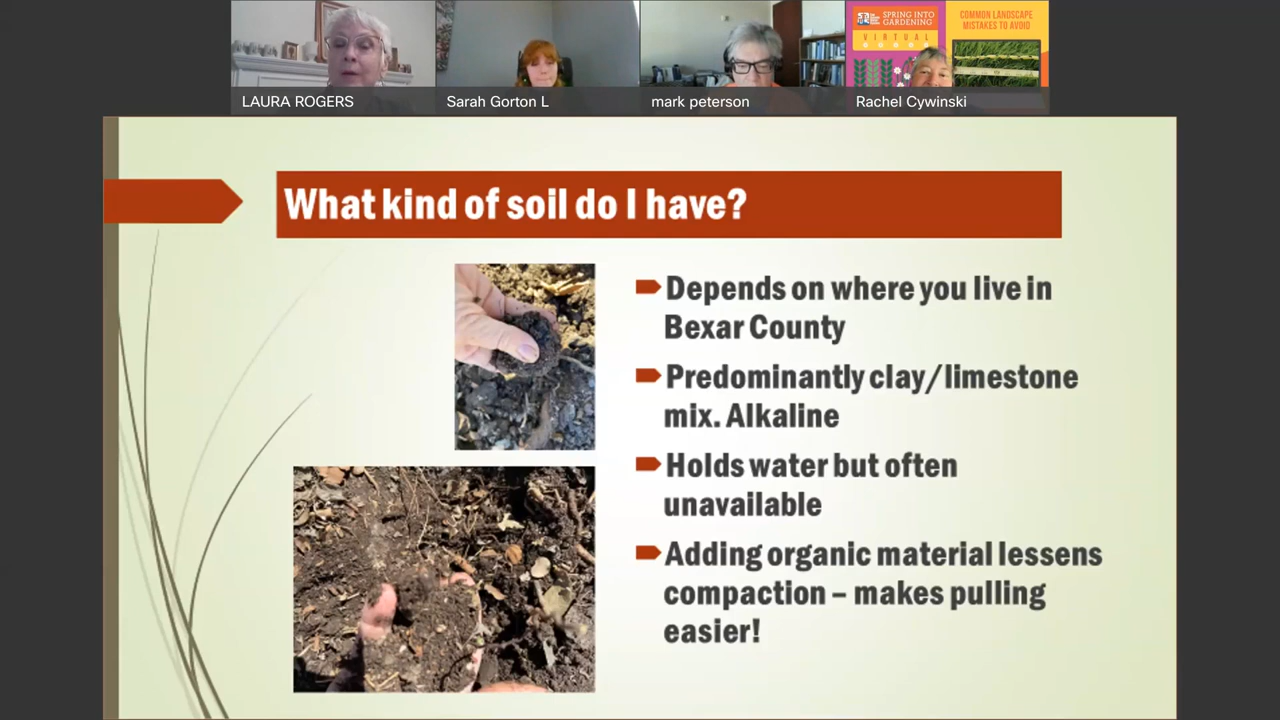 SPRING INTO
GARDENING
VIRTUAL
COMMON LANDSCAPE
MISTAKES TO AVOID
LAURA ROGERS
Sarah Gorton L
mark peterson
Rachel Cywinski
What kind of soil do I have?
Depends on where you live in
Bexar County
Predominantly clay/limestone
mix. Alkaline
Holds water but often
unavailable
Adding organic material lessens
compaction – makes pulling
easier!